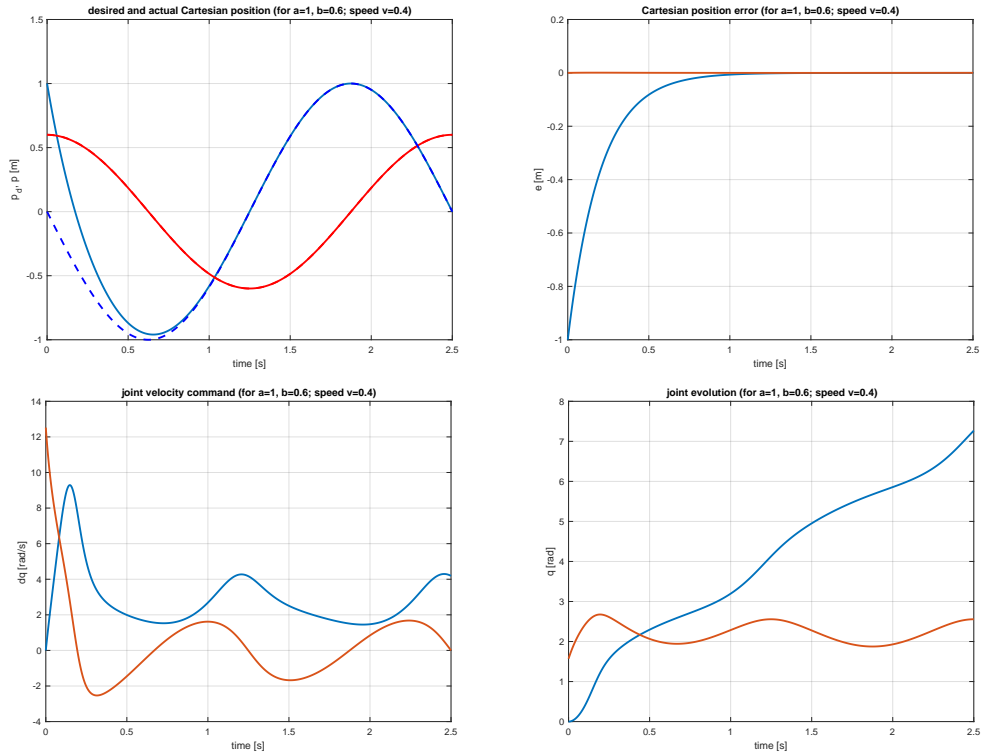 desired and actual Cartesian position (for a=1, b=0.6; speed v=0.4)
1.5
1
0.5
0
-0.5
-1
p_d, p [m]
0 0.5 1 1.5 2 2.5
time [s]
Cartesian position error (for a=1, b=0.6; speed v=0.4)
0.2
0
-0.2
-0.4
-0.6
-0.8
-1
e [m]
0 0.5 1 1.5 2 2.5
time [s]
joint velocity command (for a=1, b=0.6; speed v=0.4)
14
12
10
8
6
4
2
0
-2
-4
dq [rad/s]
0 0.5 1 1.5 2 2.5
time [s]
joint evolution (for a=1, b=0.6; speed v=0.4)
8
7
6
5
4
3
2
1
0
q [rad]
0 0.5 1 1.5 2 2.5
time [s]